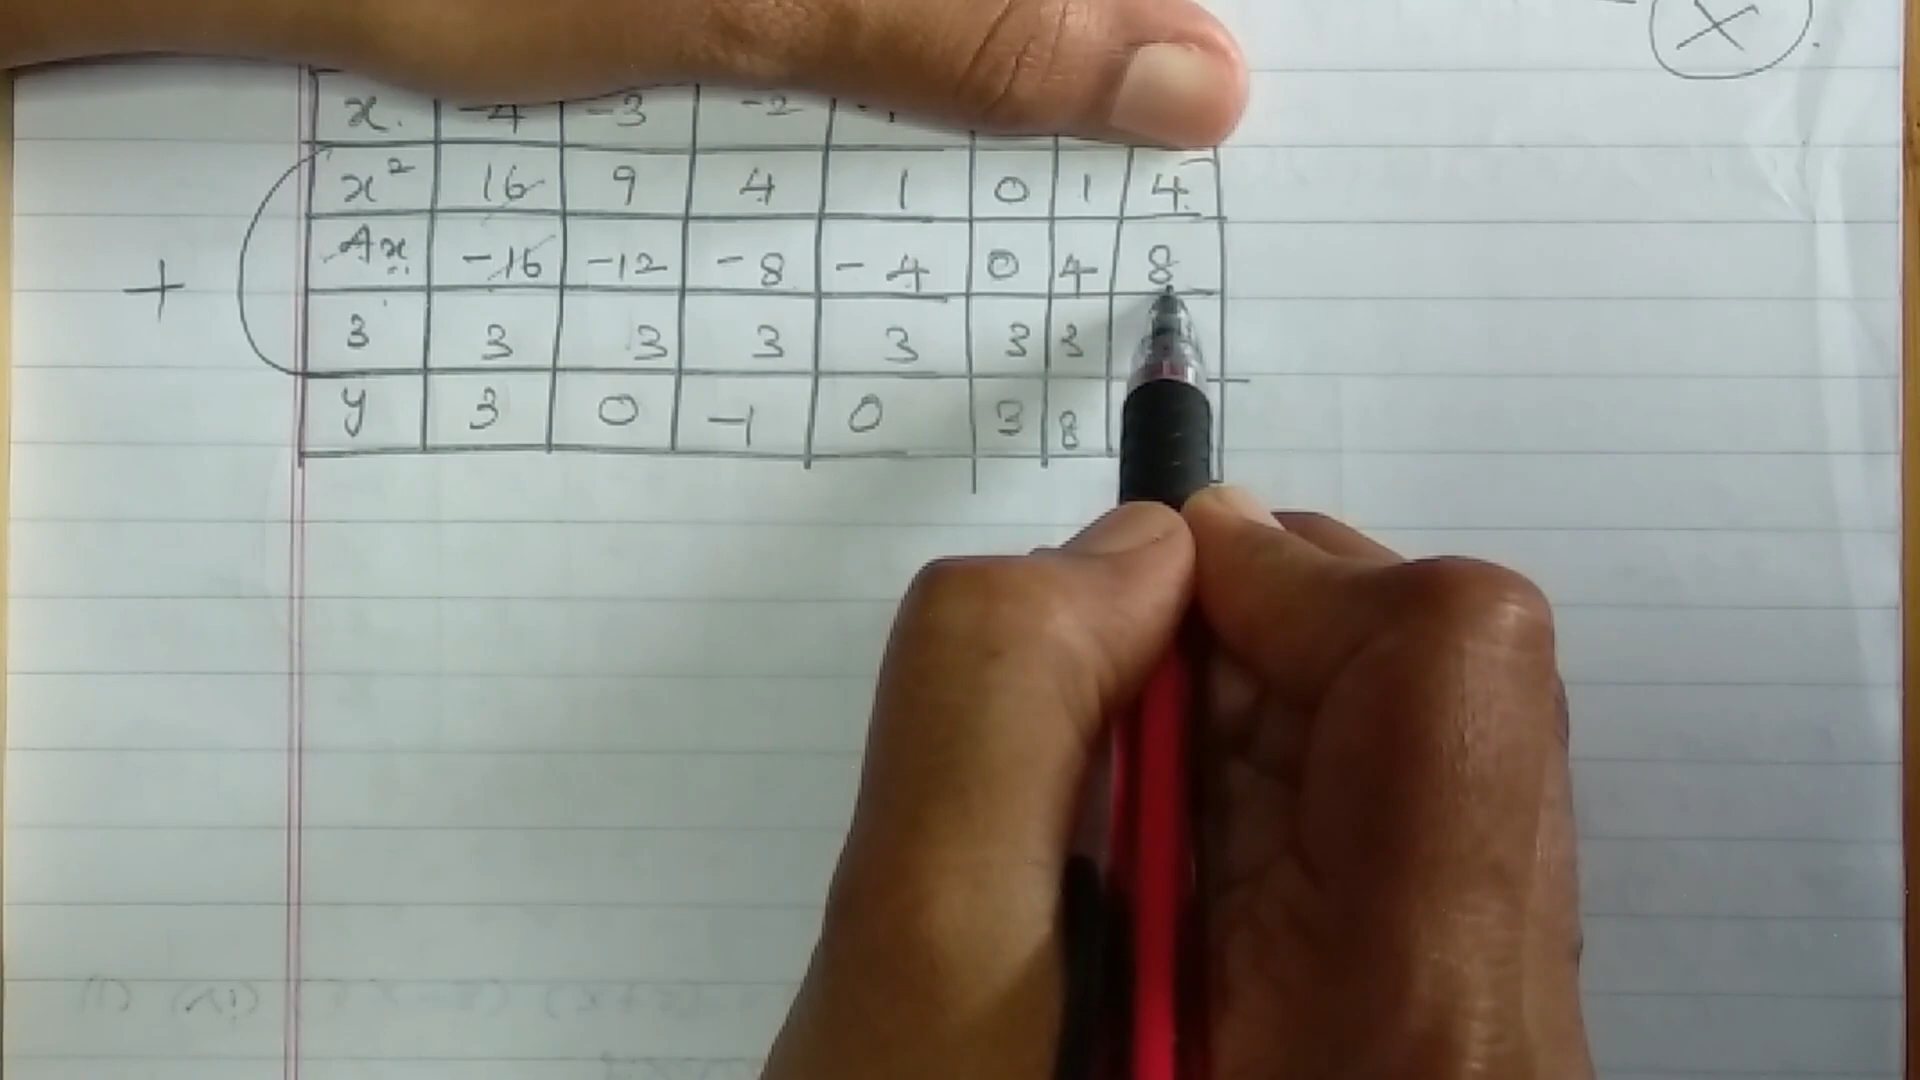 X
x. -4 -3 -2 -1
x² 16 9 4 1 0 1 4
+
4x -16 -12 -8 -4 0 4 8
3 3 3 3 3 3 3
y 3 0 -1 0 3 8